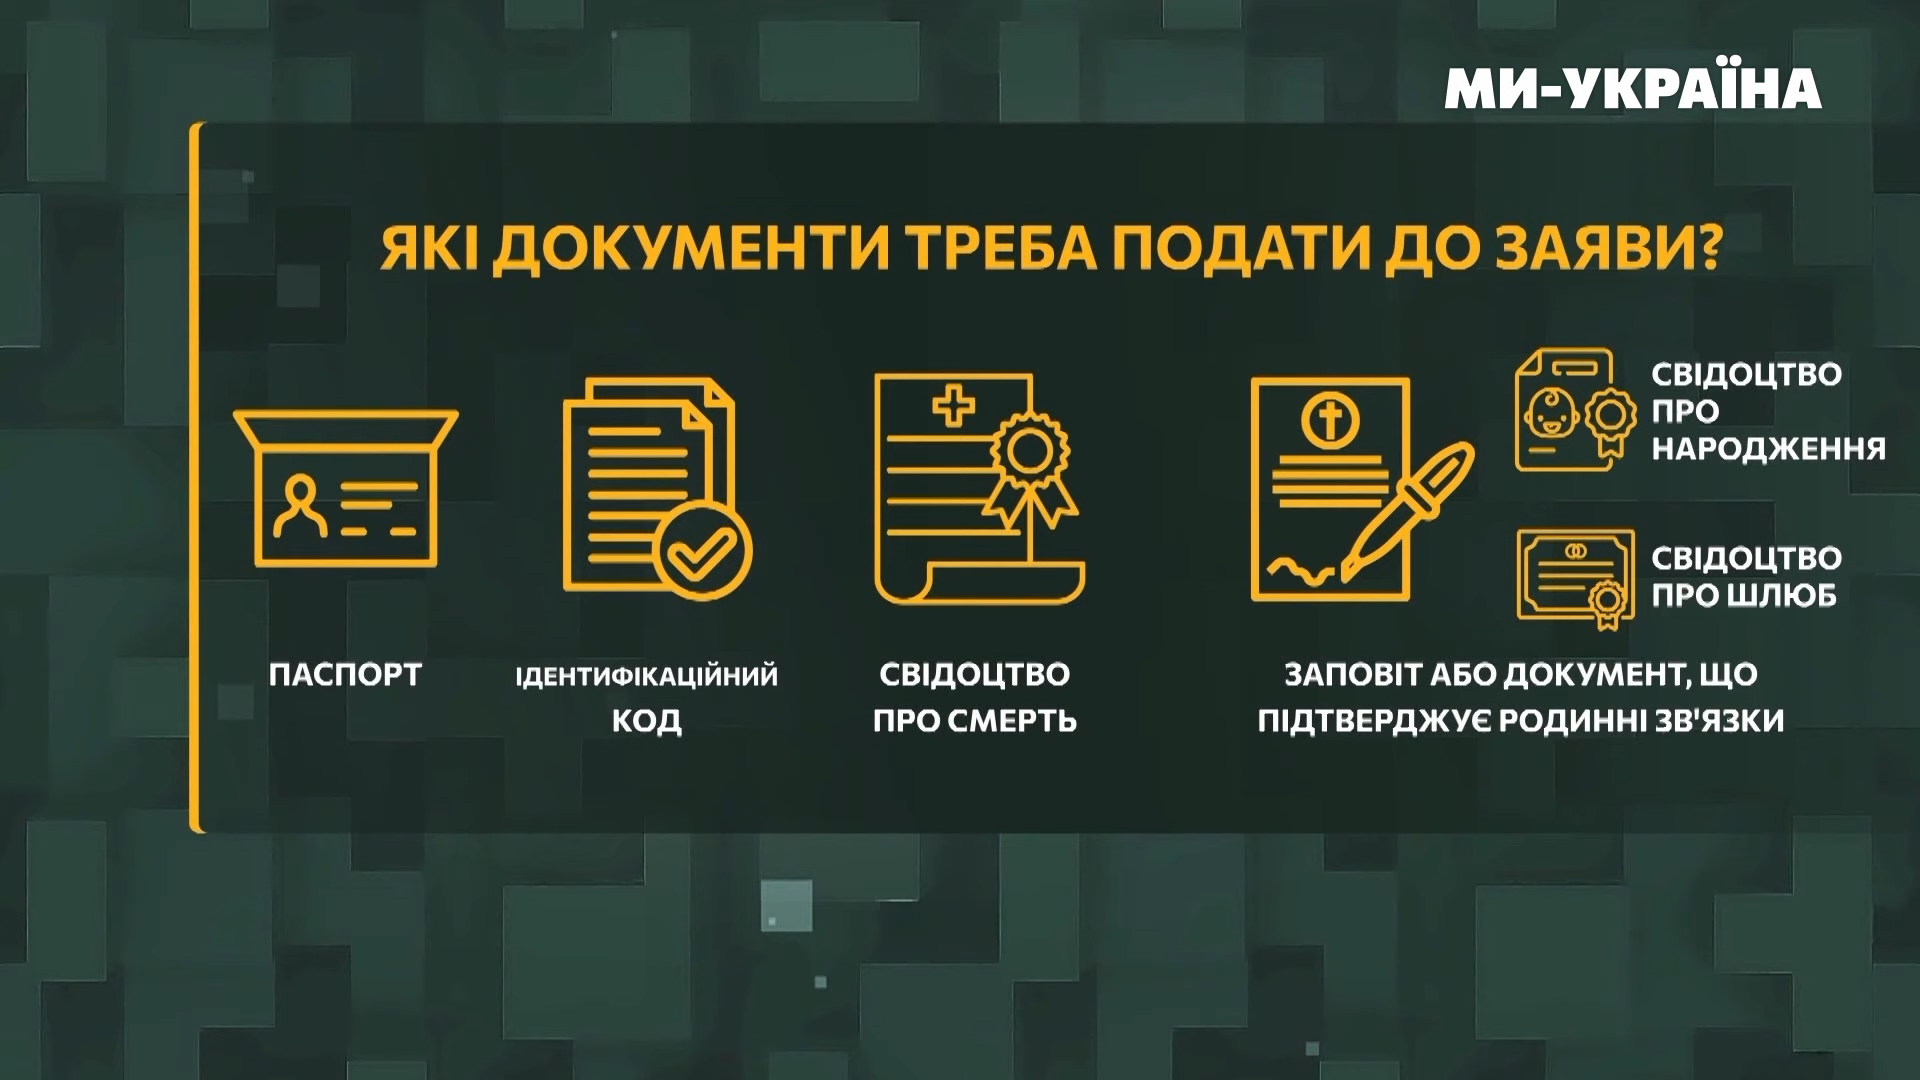 МИ-УКРАЇНА
ЯКІ ДОКУМЕНТИ ТРЕБА ПОДАТИ ДО ЗАЯВИ?
ПАСПОРТ
ІДЕНТИФІКАЦІЙНИЙ
КОД
СВІДОЦТВО
ПРО СМЕРТЬ
СВІДОЦТВО
ПРО
НАРОДЖЕННЯ
СВІДОЦТВО
ПРО ШЛЮБ
ЗАПОВІТ АБО ДОКУМЕНТ, ЩО
ПІДТВЕРДЖУЄ РОДИННІ ЗВ'ЯЗКИ